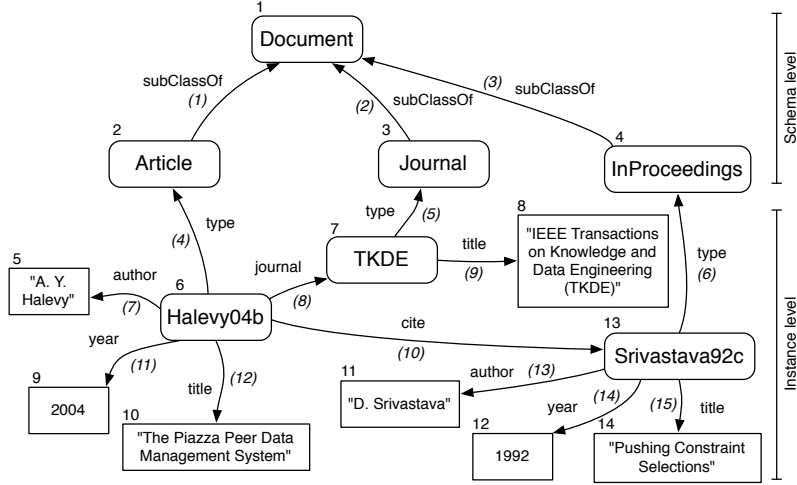 1
Document
subClassOf
(1)
(2)
subClassOf
(3)
subClassOf
2
Article
3
Journal
4
InProceedings
Schema level
type
(4)
type
(5)
7
TKDE
title
(9)
8
"IEEE Transactions
on Knowledge and
Data Engineering
(TKDE)"
type
(6)
5
"A. Y.
Halevy"
author
(7)
6
Halevy04b
journal
(8)
cite
(10)
13
Srivastava92c
year
(11)
title
(12)
9
2004
10
"The Piazza Peer Data
Management System"
11
"D. Srivastava"
author
(13)
year
(14)
(15)
title
12
1992
14
"Pushing Constraint
Selections"
Instance level